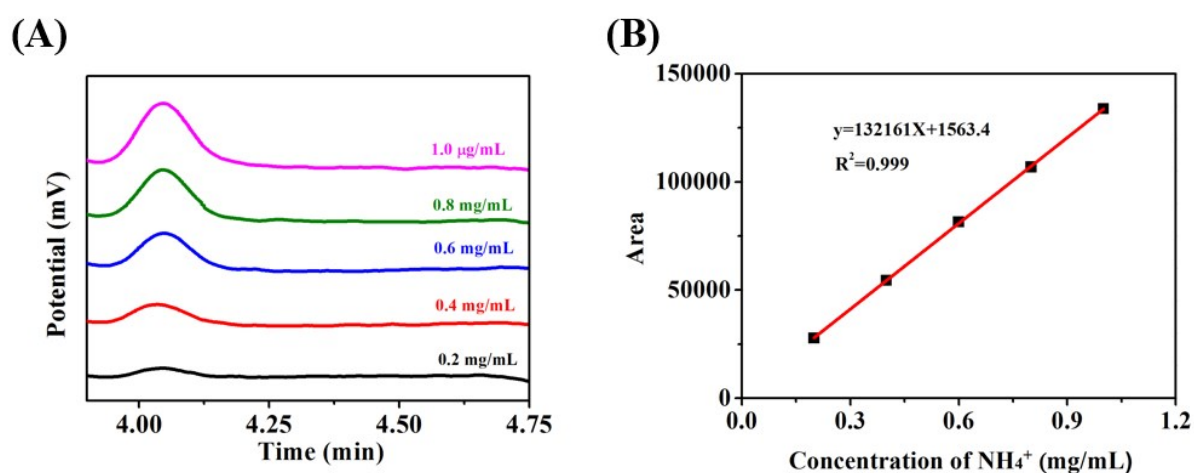 (A)
Potential (mV)
1.0 μg/mL
0.8 mg/mL
0.6 mg/mL
0.4 mg/mL
0.2 mg/mL
4.00 4.25 4.50 4.75
Time (min)
(B)
Area
150000
100000
50000
0
y=132161X+1563.4
R²=0.999
0.0 0.3 0.6 0.9 1.2
Concentration of NH₄⁺ (mg/mL)